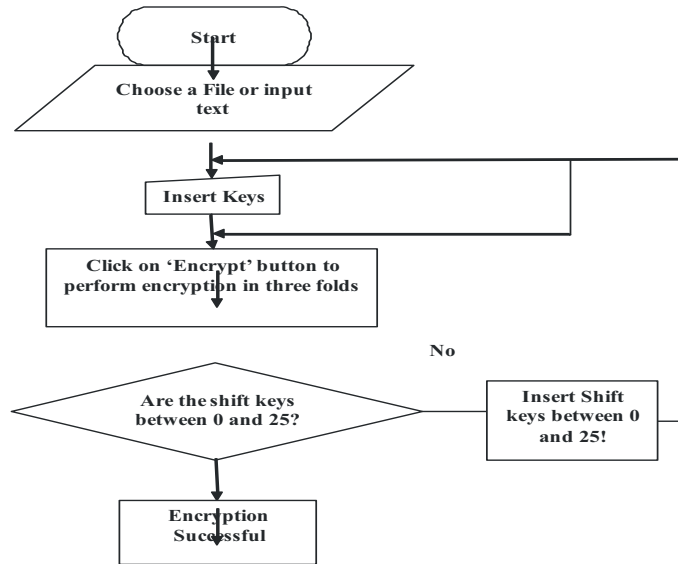 Start
Choose a File or input
text
Insert Keys
Click on ‘Encrypt’ button to
perform encryption in three folds
No
Are the shift keys
between 0 and 25?
Insert Shift
keys between 0
and 25!
Encryption
Successful